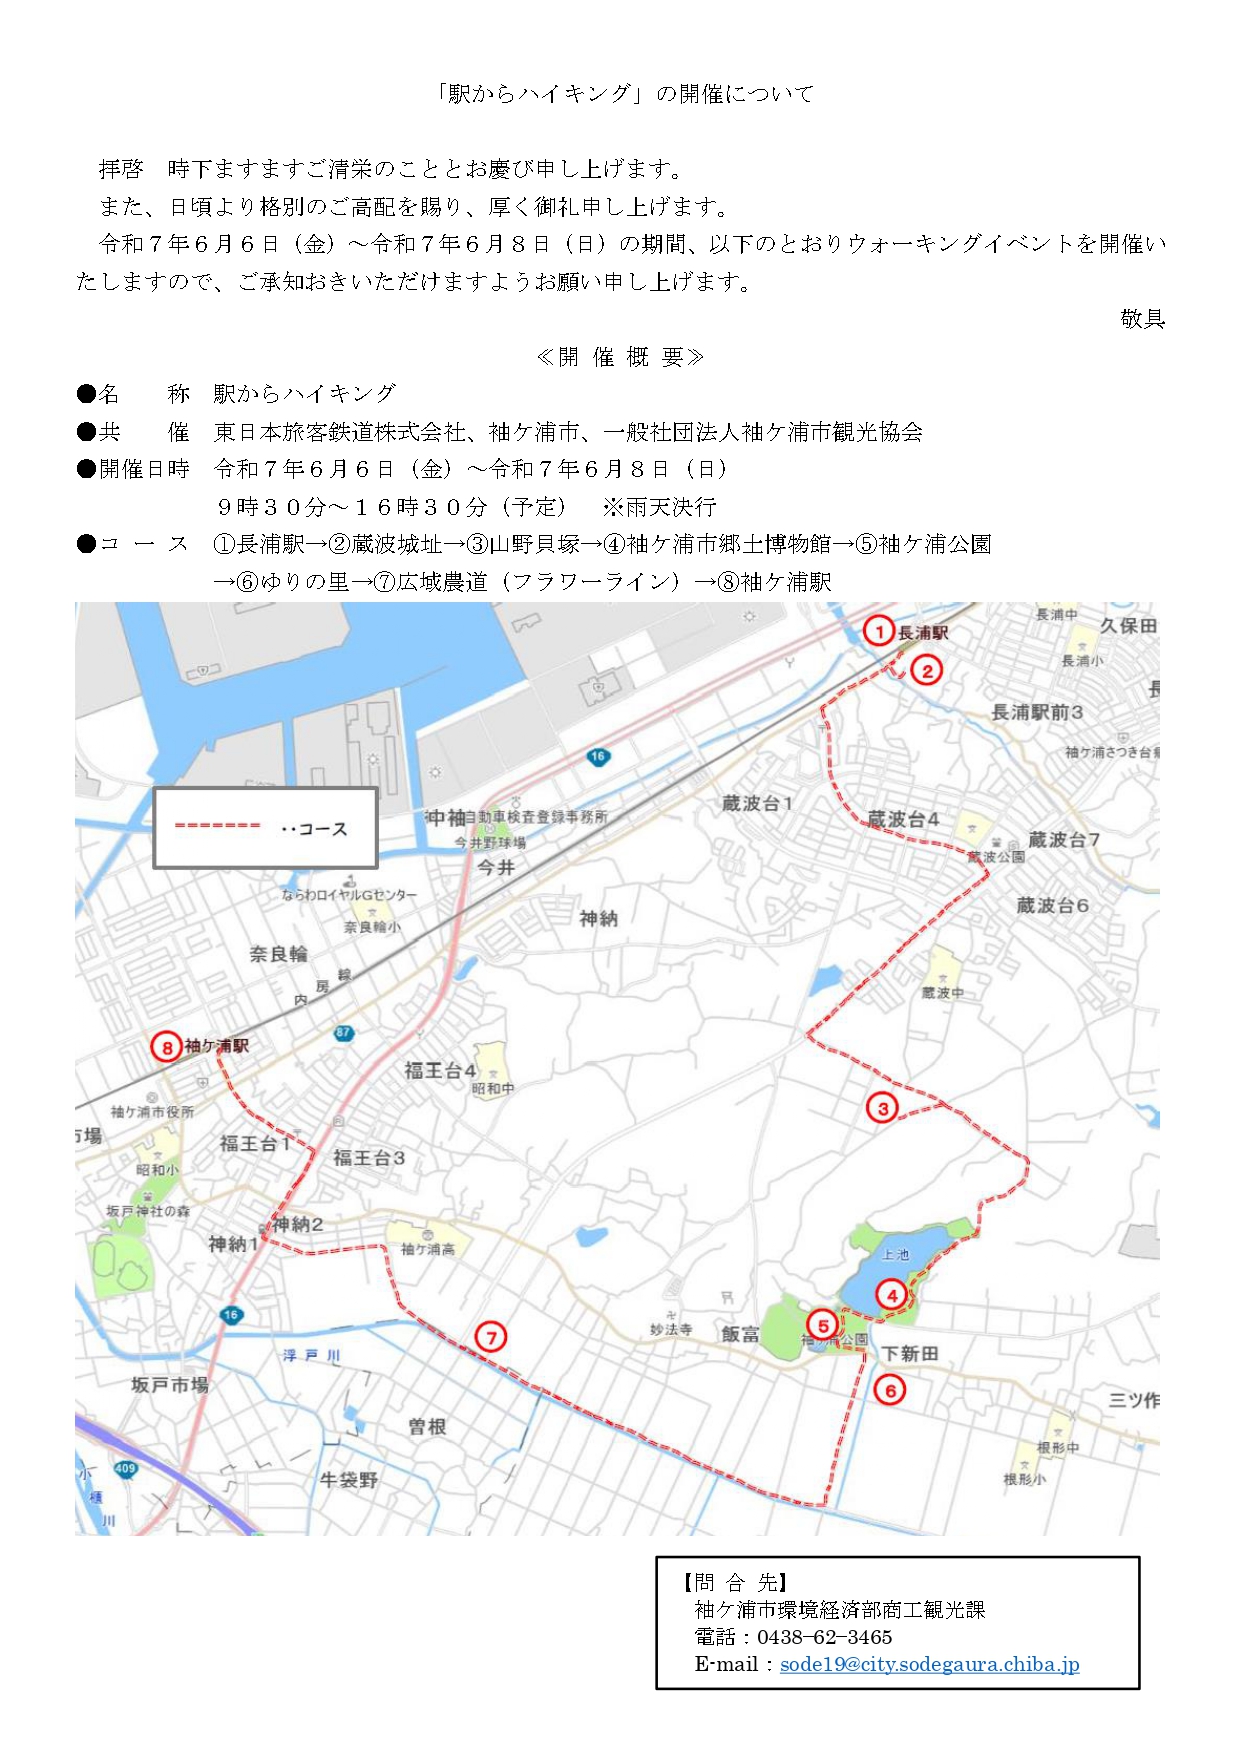 「駅からハイキング」の開催について
拝啓　時下ますますご清栄のこととお慶び申し上げます。
また、日頃より格別のご高配を賜り、厚く御礼申し上げます。
令和７年６月６日（金）～令和７年６月８日（日）の期間、以下のとおりウォーキングイベントを開催い
たしますので、ご承知おきいただけますようお願い申し上げます。
敬具
≪開 催 概 要≫
●名　　称　駅からハイキング
●共　　催　東日本旅客鉄道株式会社、袖ケ浦市、一般社団法人袖ケ浦市観光協会
●開催日時　令和７年６月６日（金）～令和７年６月８日（日）
９時３０分～１６時３０分（予定）　※雨天決行
●コ ー ス　①長浦駅→②蔵波城址→③山野貝塚→④袖ケ浦市郷土博物館→⑤袖ケ浦公園
→⑥ゆりの里→⑦広域農道（フラワーライン）→⑧袖ケ浦駅
長浦中
久保田
① 長浦駅
長浦小
②
長浦駅前3
袖ケ浦さつき台
16
蔵波台1
‥コース
中袖
自動車検査登録事務所
蔵波台4
今井野球場
蔵波台7
今井
蔵波公園
ならわロイヤルGセンター
蔵波台6
奈良輪小
神納
奈良輪
内房線
蔵波中
87
⑧ 袖ケ浦駅
福王台4
昭和中
袖ケ浦市役所
③
市場
福王台1
福王台3
昭和小
坂戸神社の森
神納2
神納1
袖ケ浦高
上池
④
16
妙法寺
飯富
⑤
袖ケ浦公園
⑦
浮戸川
下新田
坂戸市場
⑥
三ツ作
曽根
根形中
409
牛袋野
根形小
小櫃川
【問 合 先】
袖ケ浦市環境経済部商工観光課
電話：0438−62−3465
E-mail：sode19@city.sodegaura.chiba.jp